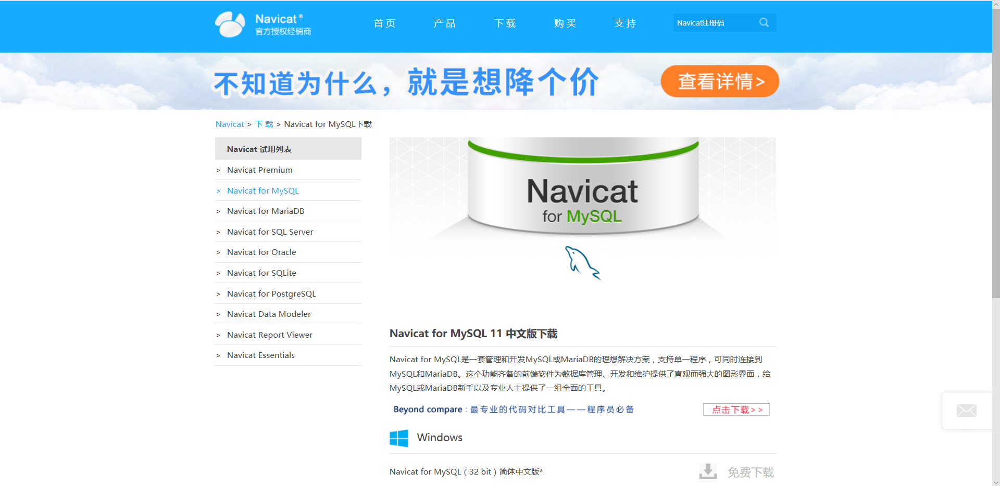 Navicat®
官方授权经销商
首页
产品
下载
购买
支持
Navicat注册码
不知道为什么，就是想降个价
查看详情>
Navicat > 下 载 > Navicat for MySQL下载
Navicat 试用列表
> Navicat Premium
> Navicat for MySQL
> Navicat for MariaDB
> Navicat for SQL Server
> Navicat for Oracle
> Navicat for SQLite
> Navicat for PostgreSQL
> Navicat Data Modeler
> Navicat Report Viewer
> Navicat Essentials
Navicat
for MySQL
Navicat for MySQL 11 中文版下载
Navicat for MySQL是一套管理和开发MySQL或MariaDB的理想解决方案，支持单一程序，可同时连接到
MySQL和MariaDB。这个功能齐备的前端软件为数据库管理、开发和维护提供了直观而强大的图形界面，给
MySQL或MariaDB新手以及专业人士提供了一组全面的工具。
Beyond compare：最专业的代码对比工具——程序员必备
点击下载>>
Windows
Navicat for MySQL（32 bit）简体中文版*
免费下载